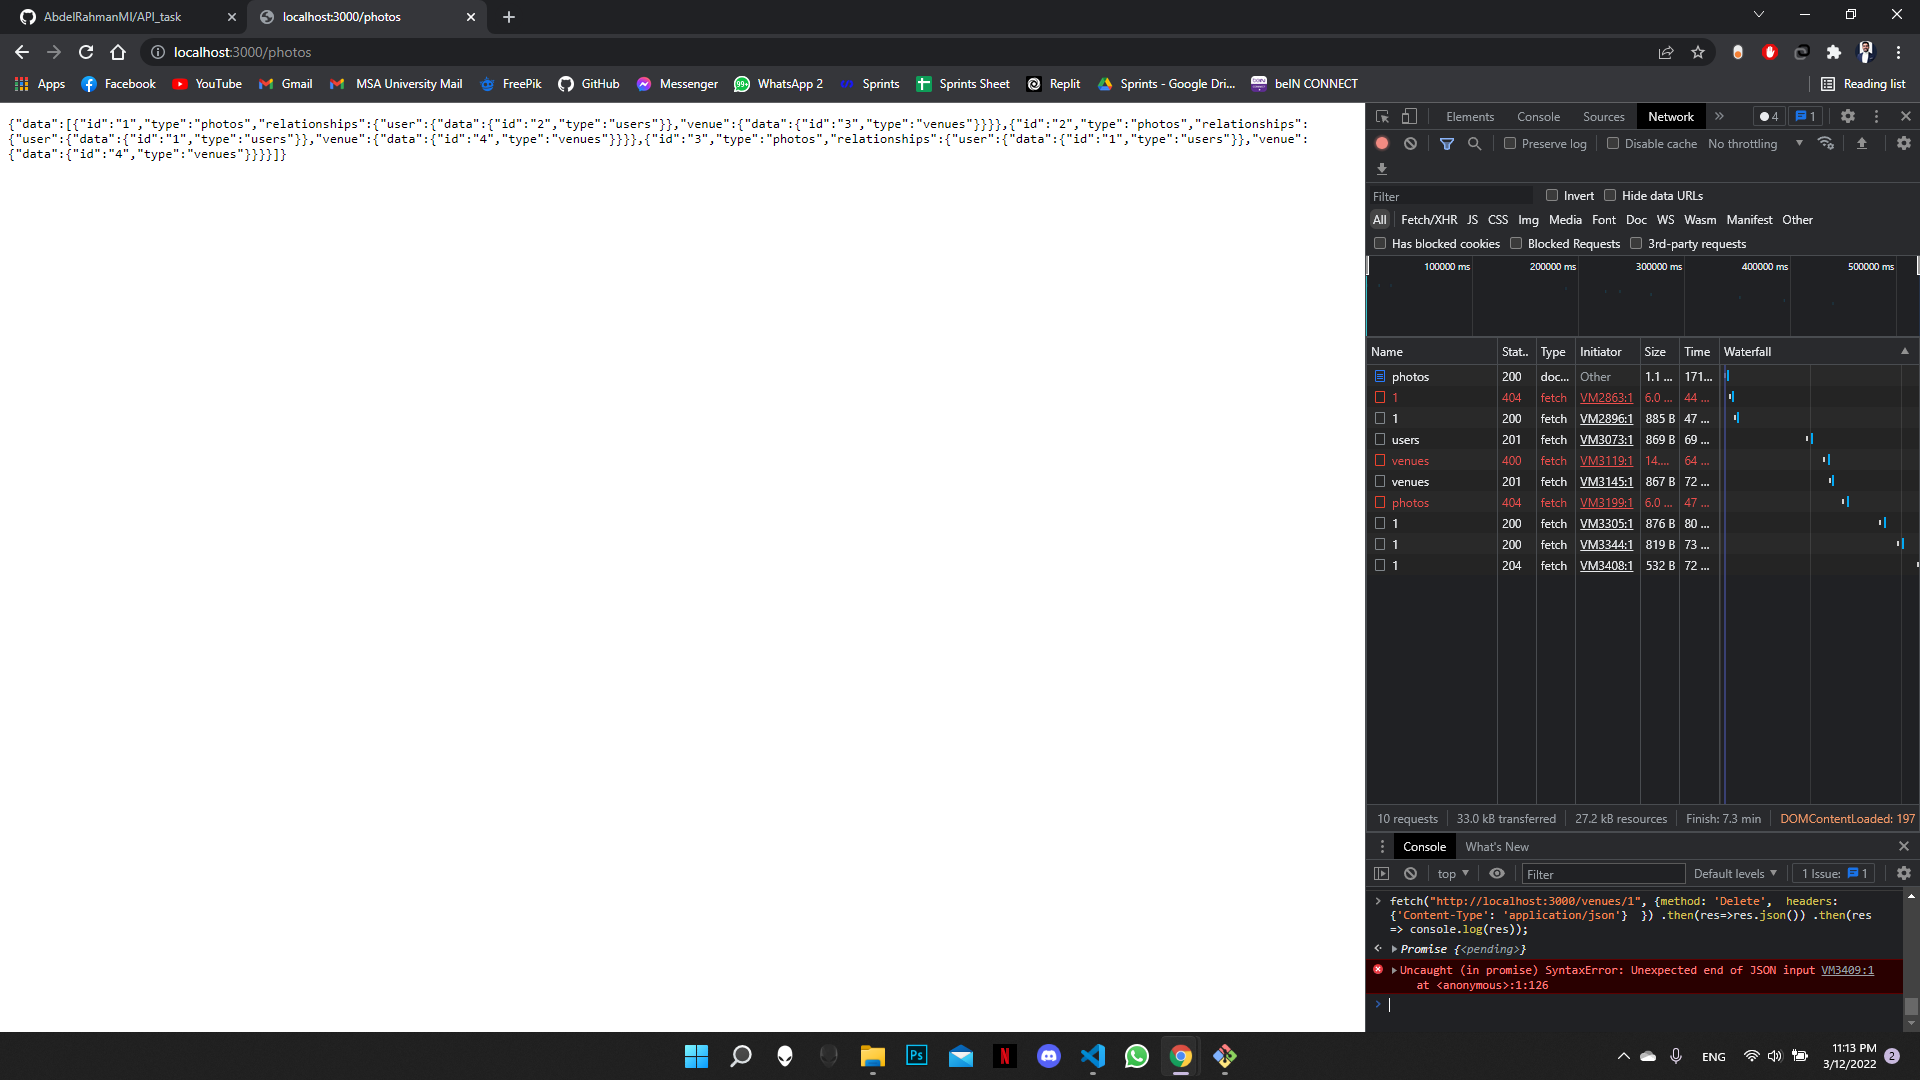 AbdelRahmanMI/API_task
localhost:3000/photos
localhost:3000/photos
Apps
Facebook
YouTube
Gmail
MSA University Mail
FreePik
GitHub
Messenger
99+
WhatsApp 2
Sprints
Sprints Sheet
Replit
Sprints - Google Dri...
beIN CONNECT
Reading list
{"data":[{"id":"1","type":"photos","relationships":{"user":{"data":{"id":"2","type":"users"}},"venue":{"data":{"id":"3","type":"venues"}}}},{"id":"2","type":"photos","relationships":
{"user":{"data":{"id":"1","type":"users"}},"venue":{"data":{"id":"4","type":"venues"}}}},{"id":"3","type":"photos","relationships":{"user":{"data":{"id":"1","type":"users"}},"venue":
{"data":{"id":"4","type":"venues"}}}}]}
Elements Console Sources Network » 4 1
Preserve log Disable cache No throttling
Filter Invert Hide data URLs
All Fetch/XHR JS CSS Img Media Font Doc WS Wasm Manifest Other
Has blocked cookies Blocked Requests 3rd-party requests
100000 ms 200000 ms 300000 ms 400000 ms 500000 ms
Name Stat.. Type Initiator Size Time Waterfall
photos 200 doc... Other 1.1 ... 171...
1 404 fetch VM2863:1 6.0 ... 44 ...
1 200 fetch VM2896:1 885 B 47 ...
users 201 fetch VM3073:1 869 B 69 ...
venues 400 fetch VM3119:1 14.... 64 ...
venues 201 fetch VM3145:1 867 B 72 ...
photos 404 fetch VM3199:1 6.0 ... 47 ...
1 200 fetch VM3305:1 876 B 80 ...
1 200 fetch VM3344:1 819 B 73 ...
1 204 fetch VM3408:1 532 B 72 ...
10 requests 33.0 kB transferred 27.2 kB resources Finish: 7.3 min DOMContentLoaded: 197
Console What's New
top Filter Default levels 1 Issue: 1
fetch("http://localhost:3000/venues/1", {method: 'Delete', headers:
{'Content-Type': 'application/json'} }) .then(res=>res.json()) .then(res
=> console.log(res));
Promise {<pending>}
Uncaught (in promise) SyntaxError: Unexpected end of JSON input VM3409:1
at <anonymous>:1:126
Ps
N
ENG
11:13 PM
3/12/2022
2